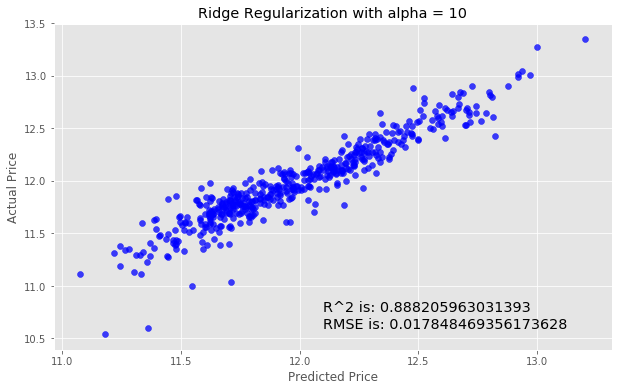 Ridge Regularization with alpha = 10
13.5
13.0
12.5
12.0
11.5
11.0
10.5
Actual Price
R^2 is: 0.888205963031393
RMSE is: 0.017848469356173628
11.0 11.5 12.0 12.5 13.0
Predicted Price